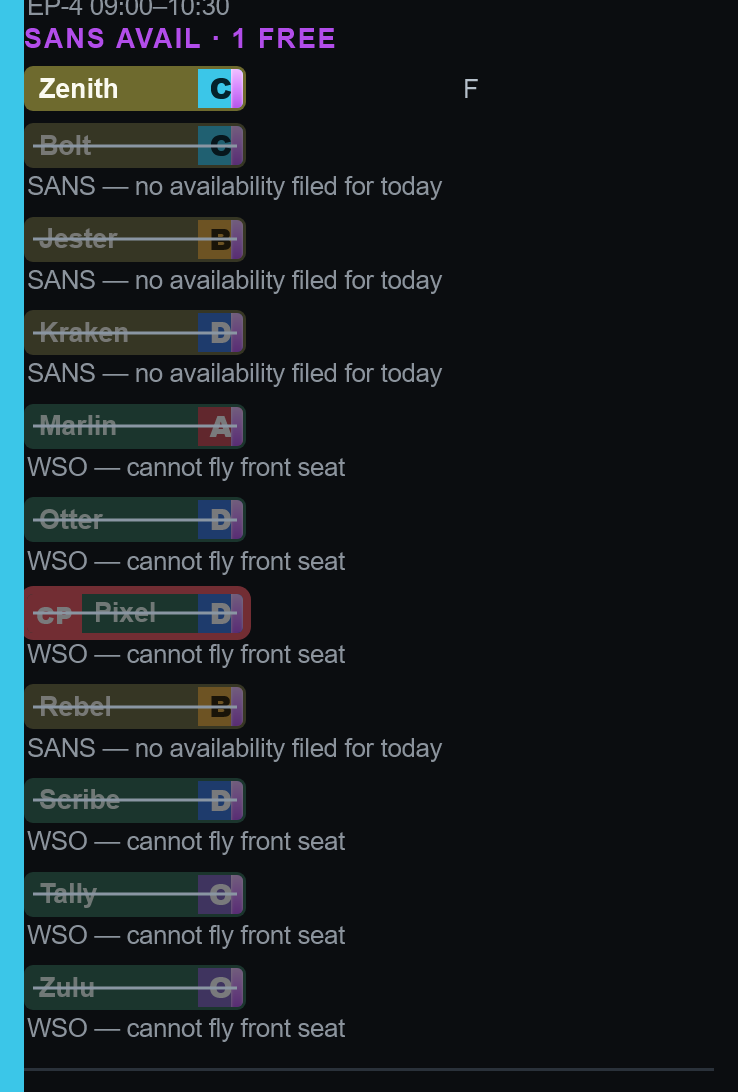 EP-4 09:00–10:30
SANS AVAIL · 1 FREE
Zenith C F
Bolt C
SANS — no availability filed for today
Jester B
SANS — no availability filed for today
Kraken D
SANS — no availability filed for today
Marlin A
WSO — cannot fly front seat
Otter D
WSO — cannot fly front seat
CP Pixel D
WSO — cannot fly front seat
Rebel B
SANS — no availability filed for today
Scribe D
WSO — cannot fly front seat
Tally O
WSO — cannot fly front seat
Zulu O
WSO — cannot fly front seat